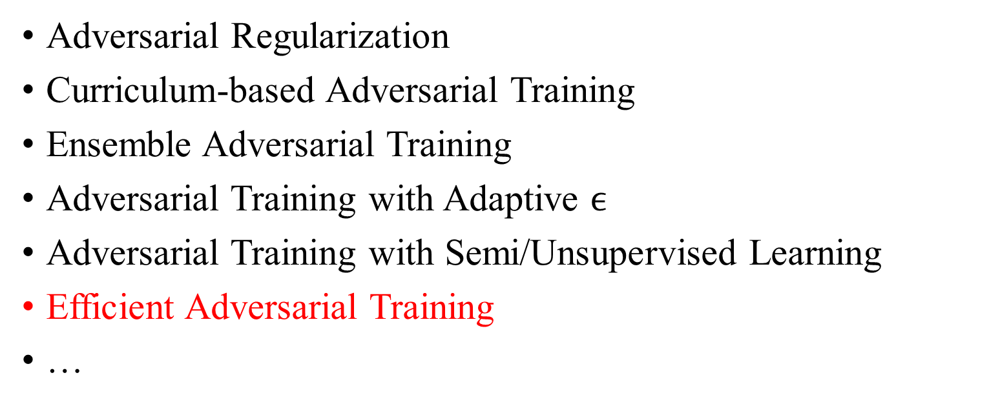 • Adversarial Regularization
• Curriculum-based Adversarial Training
• Ensemble Adversarial Training
• Adversarial Training with Adaptive ϵ
• Adversarial Training with Semi/Unsupervised Learning
• Efficient Adversarial Training
• …